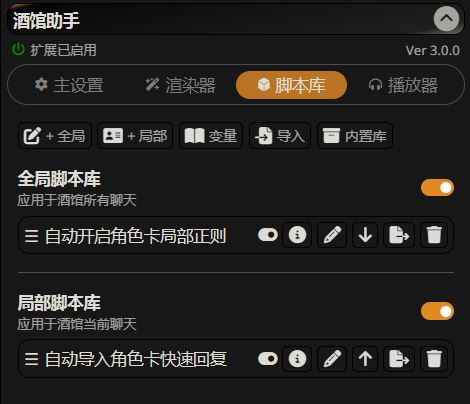 酒馆助手
扩展已启用 Ver 3.0.0
主设置 渲染器 脚本库 播放器
+ 全局 + 局部 变量 导入 内置库
全局脚本库
应用于酒馆所有聊天
自动开启角色卡局部正则
局部脚本库
应用于酒馆当前聊天
自动导入角色卡快速回复